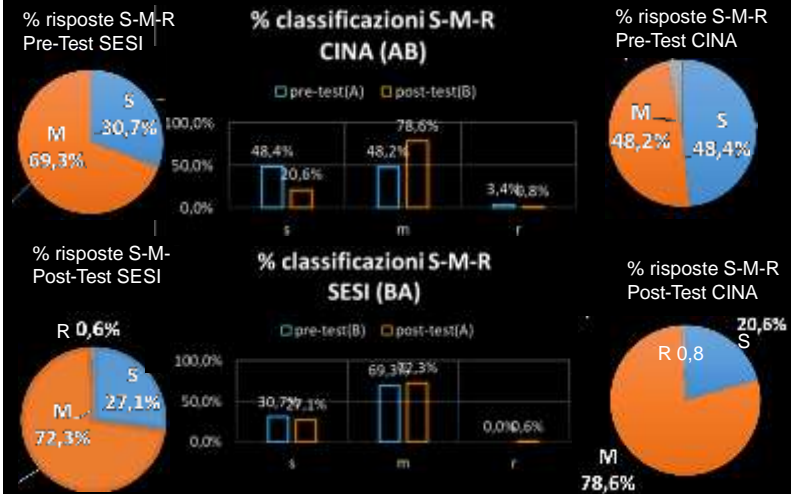 % risposte S-M-R
Pre-Test SESI
S
30,7%
M
69,3%
% classificazioni S-M-R
CINA (AB)
pre-test(A) post-test(B)
100,0%
50,0%
0,0%
48,4%
20,6%
48,2%
78,6%
3,4%
0,8%
s m r
% risposte S-M-R
Pre-Test CINA
M
48,2%
S
48,4%
% risposte S-M-
Post-Test SESI
R 0,6%
S
27,1%
M
72,3%
% classificazioni S-M-R
SESI (BA)
pre-test(B) post-test(A)
100,0%
50,0%
0,0%
30,7%
27,1%
69,3%
72,3%
0,0%
0,6%
s m r
% risposte S-M-R
Post-Test CINA
20,6%
S
R 0,8
M
78,6%